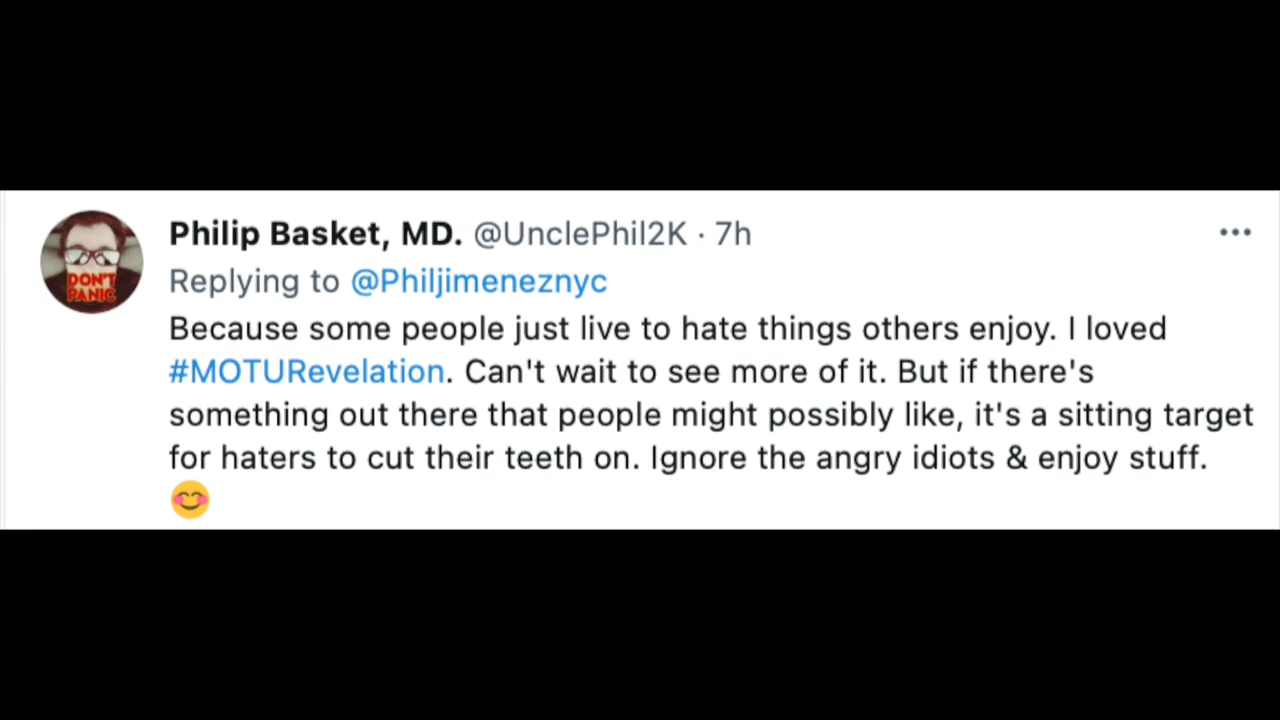 Philip Basket, MD. @UnclePhil2K · 7h
Replying to @Philjimeneznyc
Because some people just live to hate things others enjoy. I loved
#MOTURevelation. Can't wait to see more of it. But if there's
something out there that people might possibly like, it's a sitting target
for haters to cut their teeth on. Ignore the angry idiots & enjoy stuff.
😊
DON'T
PANIC